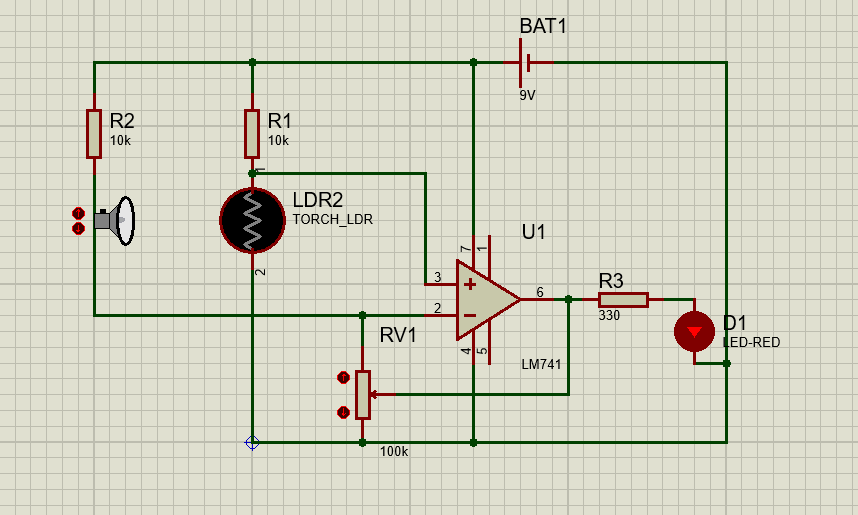 BAT1
9V
R2
10k
R1
10k
1
LDR2
TORCH_LDR
2
U1
7
1
3
2
6
4
5
LM741
R3
330
D1
LED-RED
RV1
100k